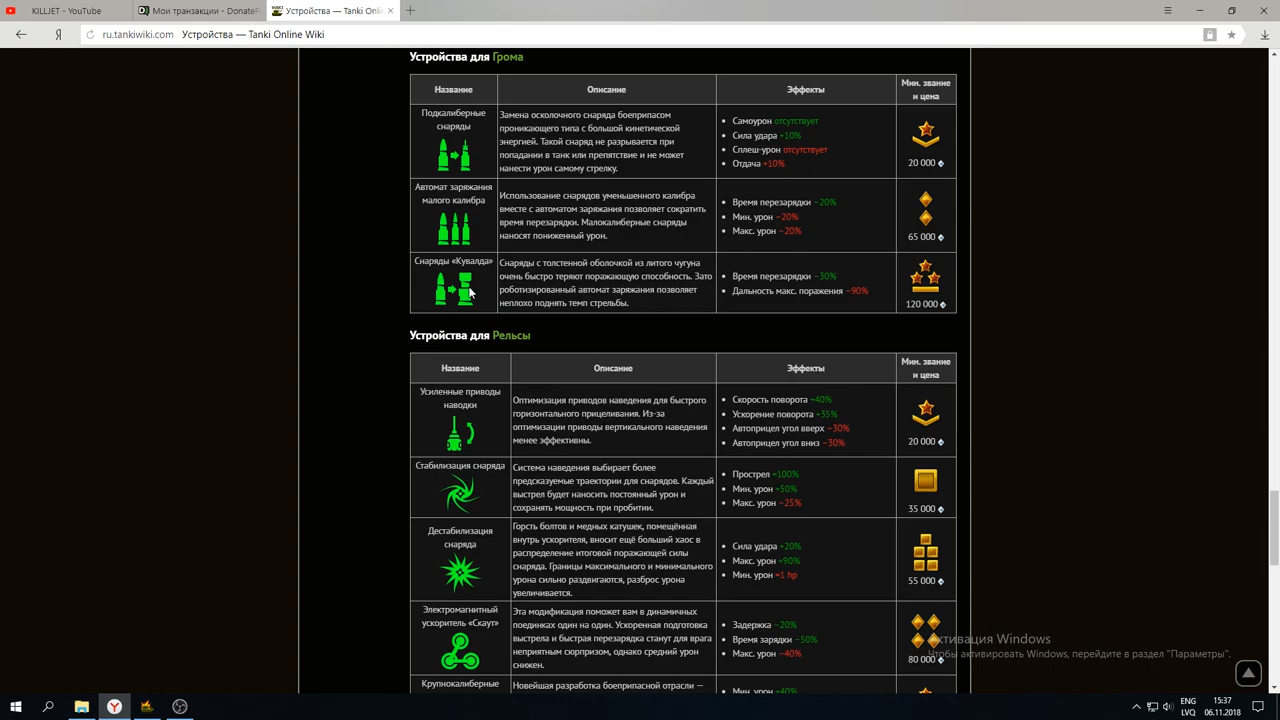 KILLJET - YouTube
Мои транзакции - DonateP
Устройства — Tanki Onli
ru.tankiwiki.com Устройства — Tanki Online Wiki
Устройства для Грома
Название
Описание
Эффекты
Мин. звание
и цена
Подкалиберные
снаряды
Замена осколочного снаряда боеприпасом
проникающего типа с большой кинетической
энергией. Такой снаряд не разрывается при
попадании в танк или препятствие и не может
нанести урон самому стрелку.
Самоурон отсутствует
Сила удара +10%
Сплеш-урон отсутствует
Отдача +10%
20 000
Автомат заряжания
малого калибра
Использование снарядов уменьшенного калибра
вместе с автоматом заряжания позволяет сократить
время перезарядки. Малокалиберные снаряды
наносят пониженный урон.
Время перезарядки −20%
Мин. урон −20%
Макс. урон −20%
65 000
Снаряды «Кувалда»
Снаряды с толстенной оболочкой из литого чугуна
очень быстро теряют поражающую способность. Зато
роботизированный автомат заряжания позволяет
неплохо поднять темп стрельбы.
Время перезарядки −30%
Дальность макс. поражения −90%
120 000
Устройства для Рельсы
Название
Описание
Эффекты
Мин. звание
и цена
Усиленные приводы
наводки
Оптимизация приводов наведения для быстрого
горизонтального прицеливания. Из-за
оптимизации приводы вертикального наведения
менее эффективны.
Скорость поворота +40%
Ускорение поворота +35%
Автоприцел угол вверх −30%
Автоприцел угол вниз −30%
20 000
Стабилизация снаряда
Система наведения выбирает более
предсказуемые траектории для снарядов. Каждый
выстрел будет наносить постоянный урон и
сохранять мощность при пробитии.
Прострел =100%
Мин. урон +50%
Макс. урон −25%
35 000
Дестабилизация
снаряда
Горсть болтов и медных катушек, помещённая
внутрь ускорителя, вносит ещё больший хаос в
распределение итоговой поражающей силы
снаряда. Границы максимального и минимального
урона сильно раздвигаются, разброс урона
увеличивается.
Сила удара +20%
Макс. урон +90%
Мин. урон =1 hp
55 000
Электромагнитный
ускоритель «Скаут»
Эта модификация поможет вам в динамичных
поединках один на один. Ускоренная подготовка
выстрела и быстрая перезарядка станут для врага
неприятным сюрпризом, однако средний урон
снижен.
Задержка −20%
Время зарядки −50%
Макс. урон −40%
80 000
Крупнокалиберные
Новейшая разработка боеприпасной отрасли —
Мин. урон +40%
Активация Windows
Чтобы активировать Windows, перейдите в раздел "Параметры".
ENG
LVQ
15:37
06.11.2018